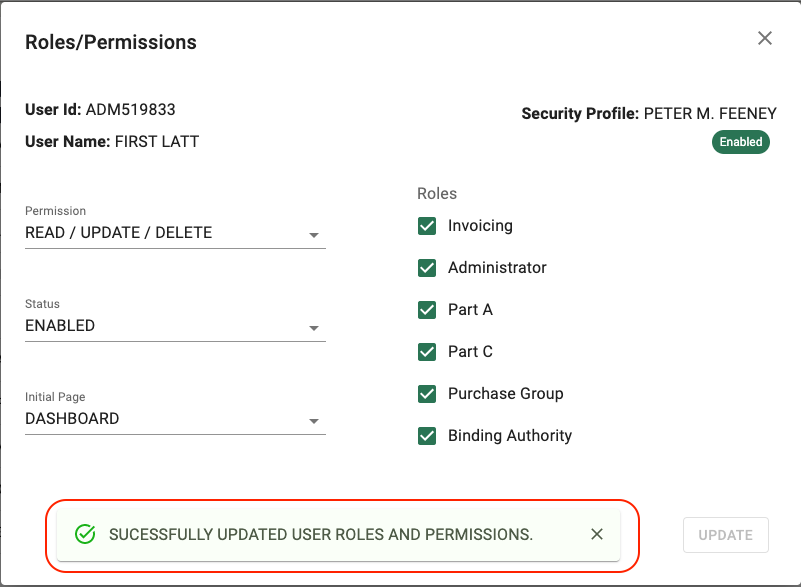 Roles/Permissions
User Id: ADM519833
Security Profile: PETER M. FEENEY
User Name: FIRST LATT
Enabled
Permission
READ / UPDATE / DELETE
Status
ENABLED
Initial Page
DASHBOARD
Roles
Invoicing
Administrator
Part A
Part C
Purchase Group
Binding Authority
SUCESSFULLY UPDATED USER ROLES AND PERMISSIONS.
UPDATE